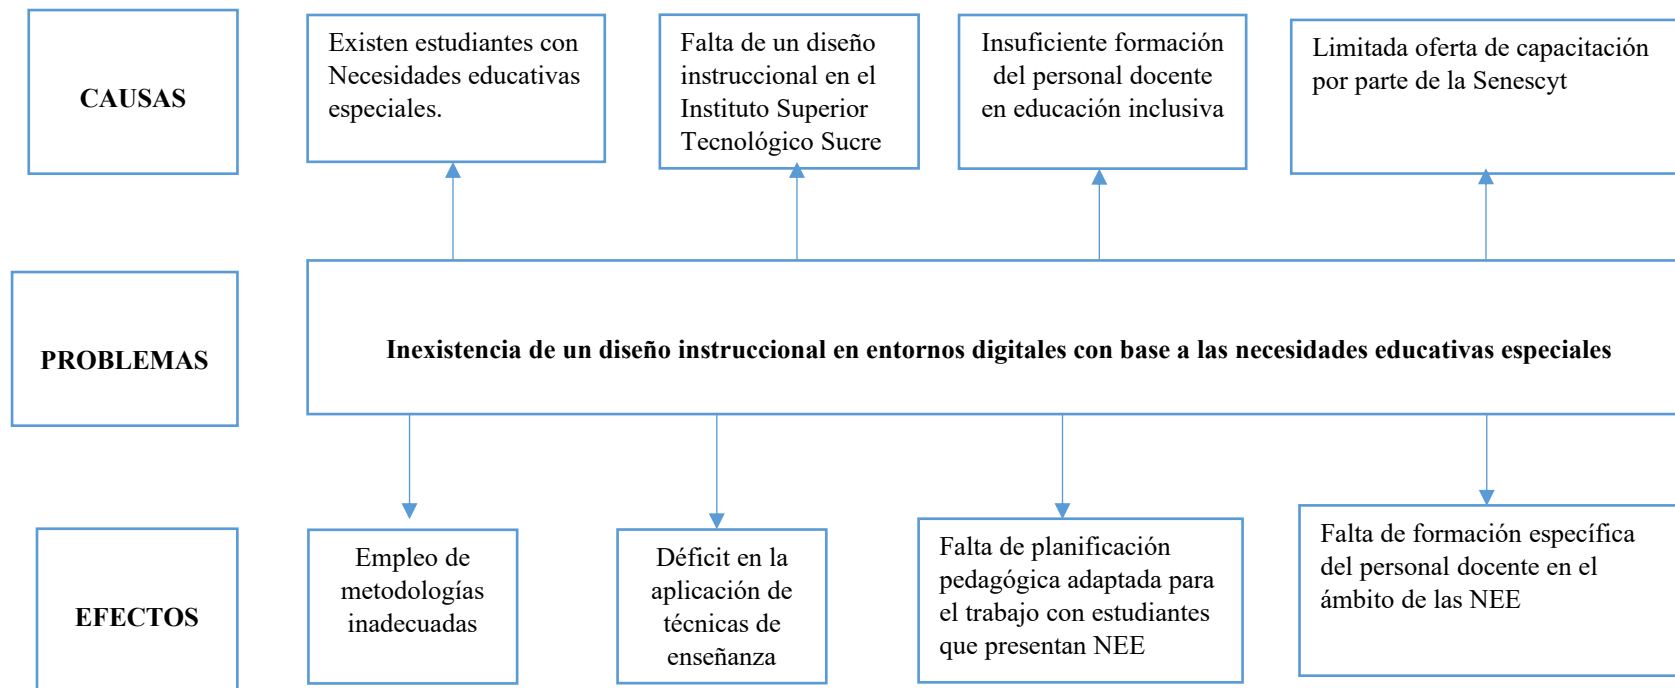 CAUSAS
Existen estudiantes con
Necesidades educativas
especiales.
Falta de un diseño
instruccional en el
Instituto Superior
Tecnológico Sucre
Insuficiente formación
del personal docente
en educación inclusiva
Limitada oferta de capacitación
por parte de la Senescyt
PROBLEMAS
Inexistencia de un diseño instruccional en entornos digitales con base a las necesidades educativas especiales
EFECTOS
Empleo de
metodologías
inadecuadas
Déficit en la
aplicación de
técnicas de
enseñanza
Falta de planificación
pedagógica adaptada para
el trabajo con estudiantes
que presentan NEE
Falta de formación específica
del personal docente en el
ámbito de las NEE